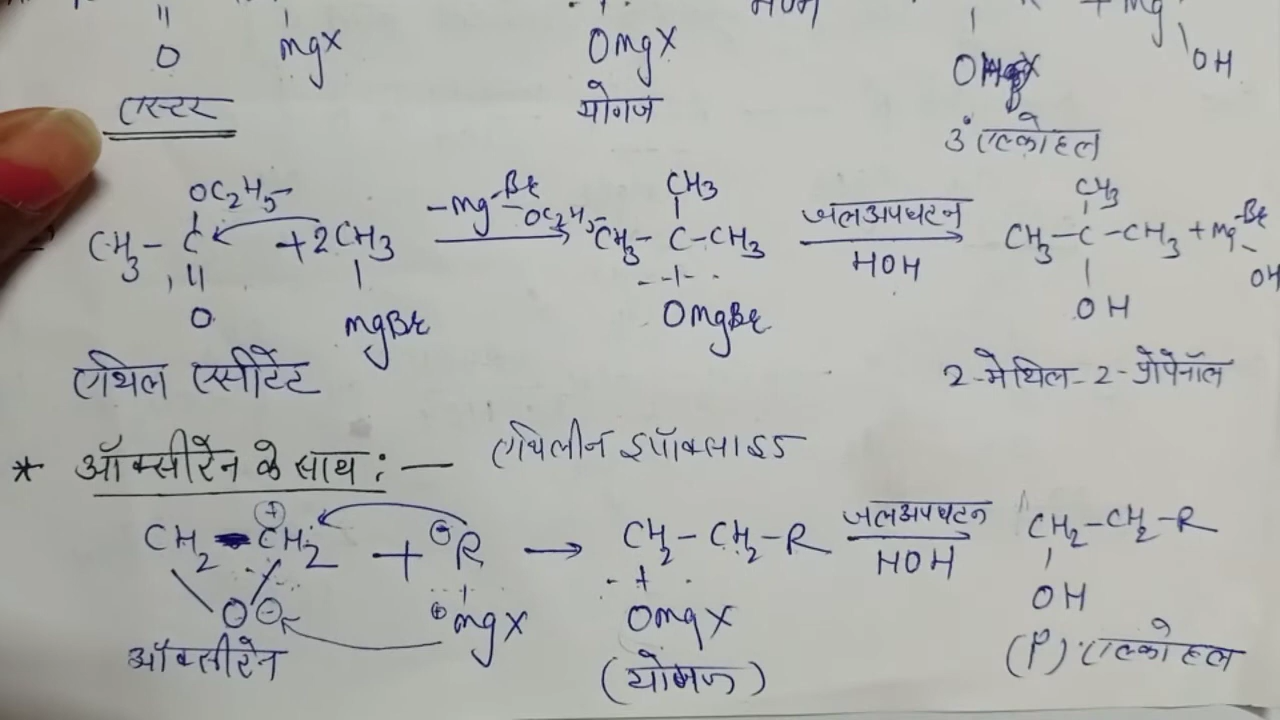 O mgX OMgX OH
एस्टर योगज 3° एल्कोहल
OC2H5 CH3 CH3
CH3-C + 2CH3 -Mg Br OC2H5 CH3-C-CH3 जलअपघटन HOH CH3-C-CH3 + Mg Br OH
O mgBr OMgBr OH
एथिल एसीटेट 2-मेथिल-2-प्रोपेनॉल
* ऑक्सीरेन के साथ :- एथिलीन इपॉक्साइड
CH2-CH2 + R → CH2-CH2-R जलअपघटन HOH CH2-CH2-R
O mgX OmgX OH
ऑक्सीरेन (योगज) (P) एल्कोहल